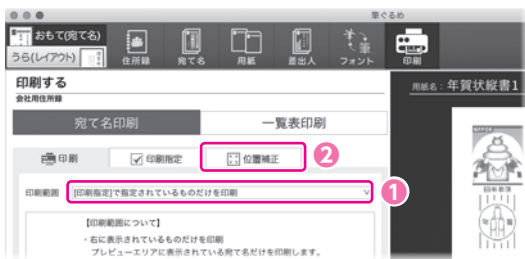 筆ぐるめ
おもて(宛て名)
うら(レイアウト)
住所録
宛て名
用紙
差出人
フォント
印刷
印刷する
会社用住所録
用紙名: 年賀状縦書1
宛て名印刷
一覧表印刷
印刷
印刷指定
位置補正
2
印刷範囲
[印刷指定]で指定されているものだけを印刷
1
【印刷範囲について】
・右に表示されているものだけを印刷
プレビューエリアに表示されている宛て名だけを印刷します。
NIPPON